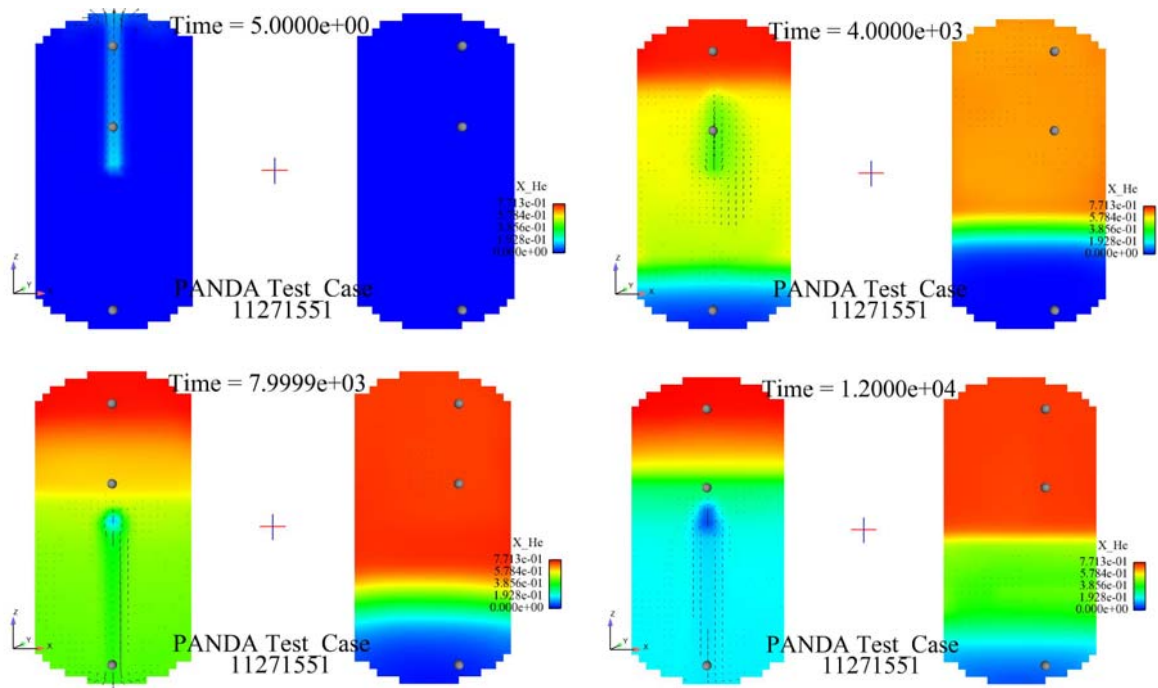 Time = 5.0000e+00
X_He
7.713e-01
5.784e-01
3.856e-01
1.928e-01
0.000e+00
Z
Y
X
PANDA Test_Case
11271551
Time = 4.0000e+03
X_He
7.713e-01
5.784e-01
3.856e-01
1.928e-01
0.000e+00
Z
Y
X
PANDA Test_Case
11271551
Time = 7.9999e+03
X_He
7.713e-01
5.784e-01
3.856e-01
1.928e-01
0.000e+00
Z
Y
X
PANDA Test_Case
11271551
Time = 1.2000e+04
X_He
7.713e-01
5.784e-01
3.856e-01
1.928e-01
0.000e+00
Z
Y
X
PANDA Test_Case
11271551